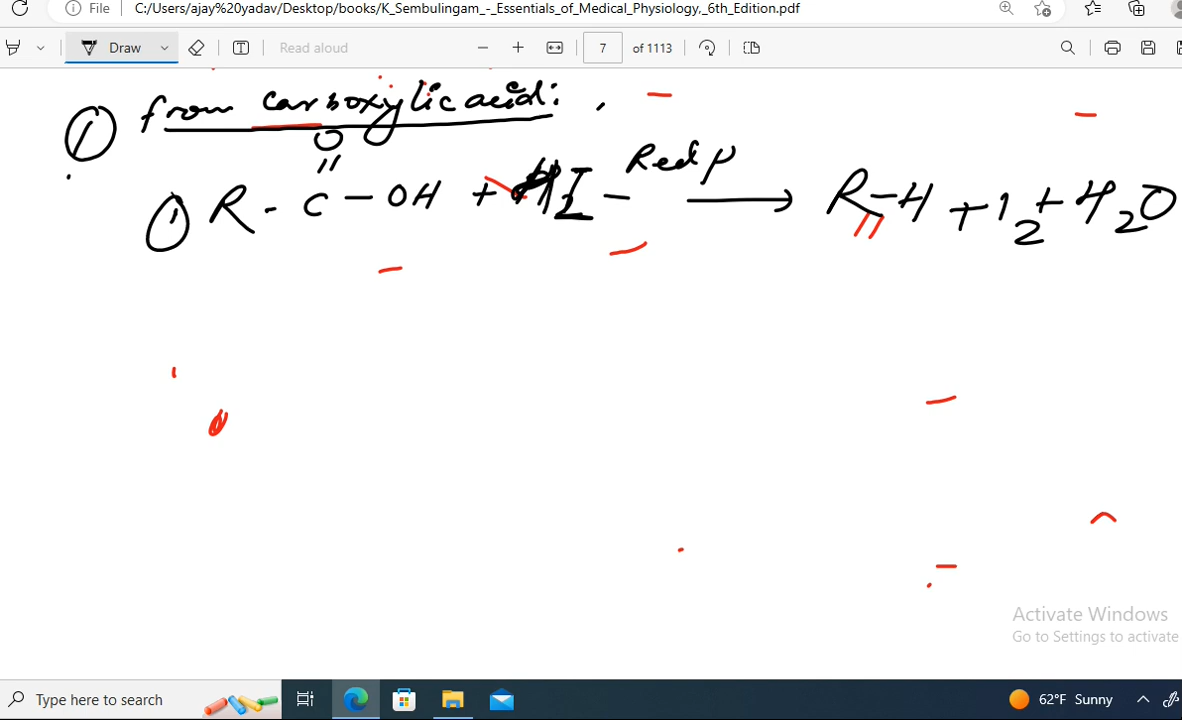 File C:/Users/ajay%20yadav/Desktop/books/K_Sembulingam_-_Essentials_of_Medical_Physiology,_6th_Edition.pdf
Draw Read aloud 7 of 1113
① from carboxylic acid:
O
Red P
① R - C - OH + HI - → R-H + I2 + H2O
Activate Windows
Go to Settings to activate
Type here to search 62°F Sunny